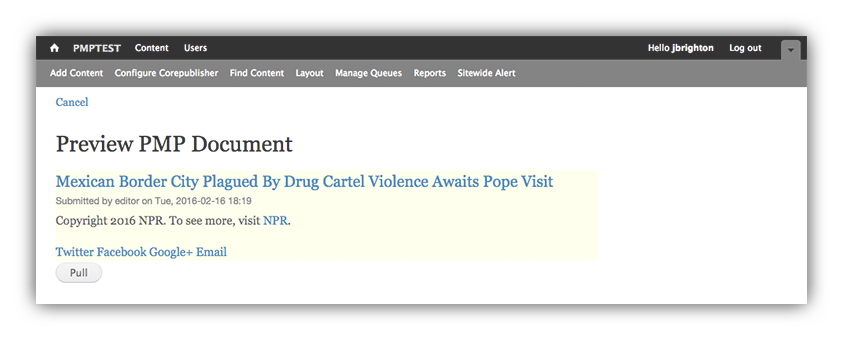 PMPTEST Content Users Hello jbrighton Log out
Add Content Configure Corepublisher Find Content Layout Manage Queues Reports Sitewide Alert
Cancel
Preview PMP Document
Mexican Border City Plagued By Drug Cartel Violence Awaits Pope Visit
Submitted by editor on Tue, 2016-02-16 18:19
Copyright 2016 NPR. To see more, visit NPR.
Twitter Facebook Google+ Email
Pull